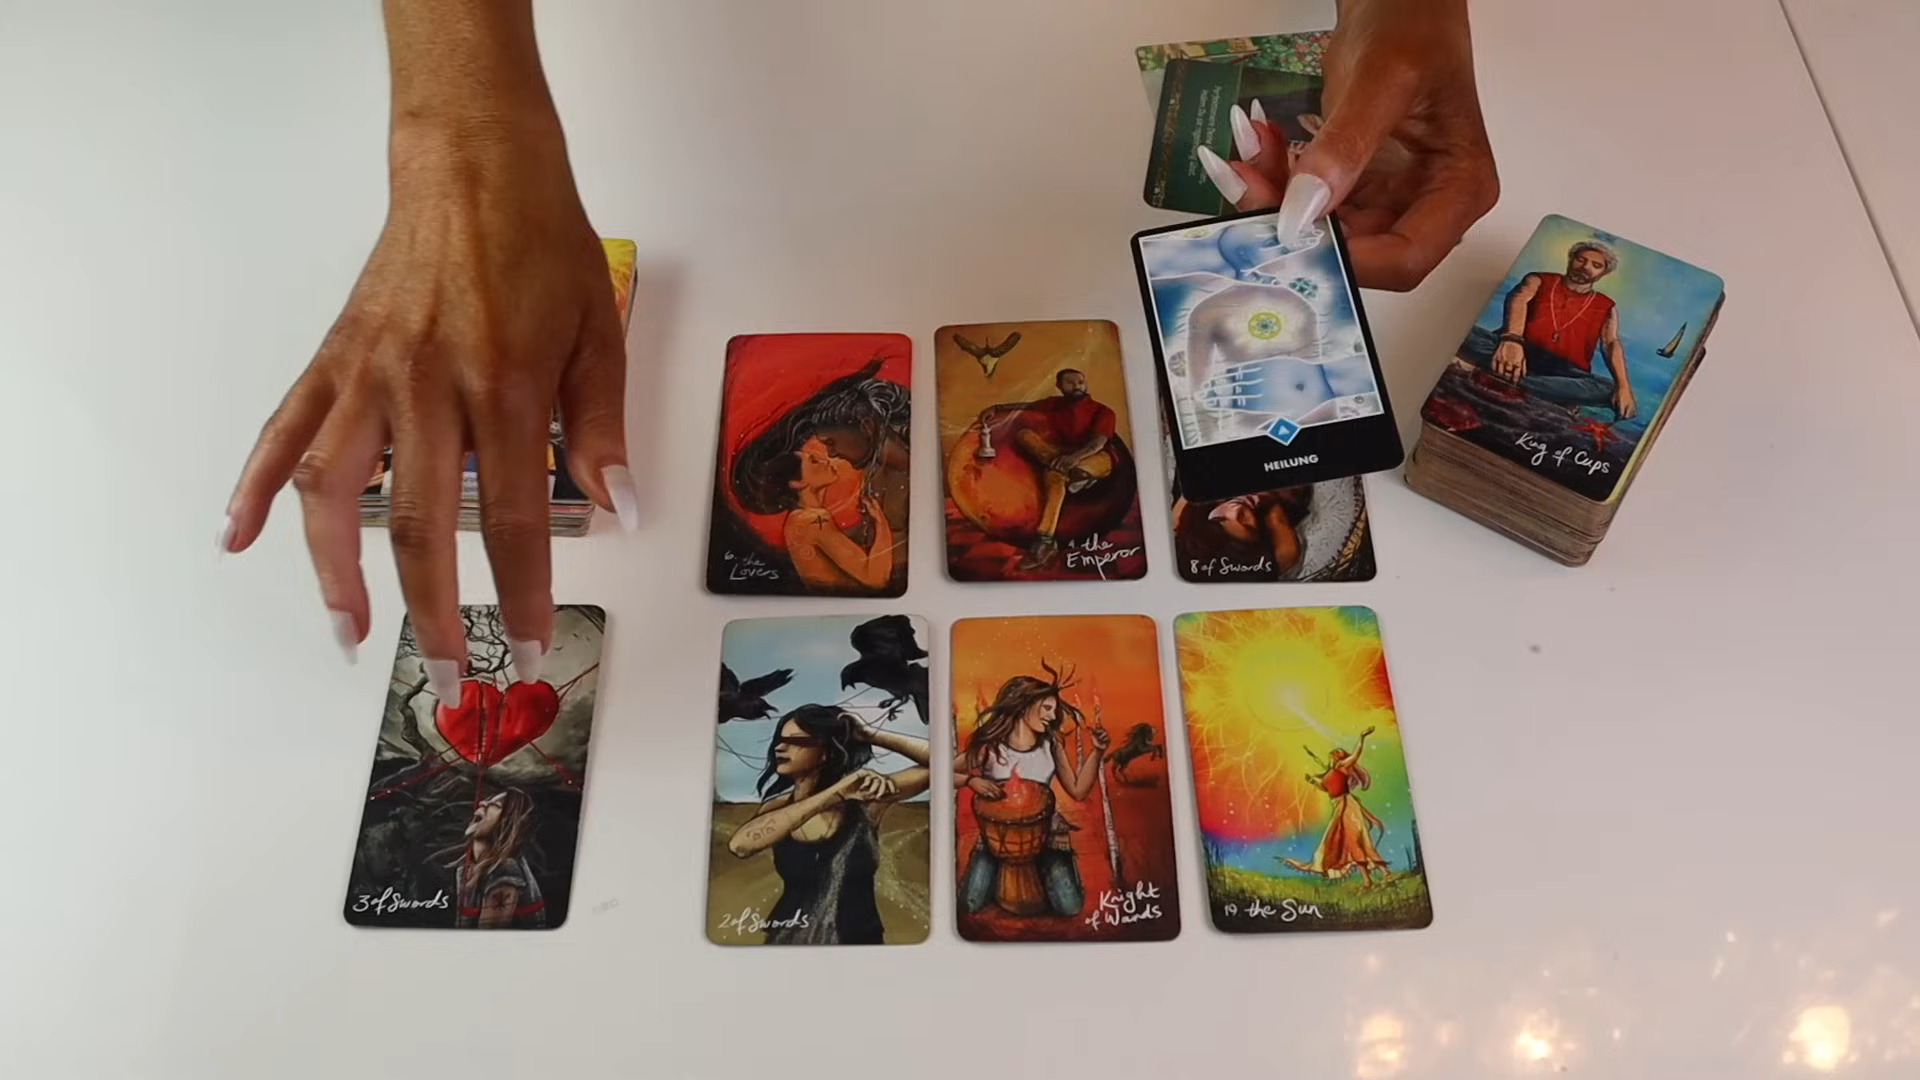 HEILUNG
King
of Cups
6. the
Lovers
4. the
Emperor
8 of Swords
3 of Swords
2 of Swords
Knight
of Wands
19 the Sun